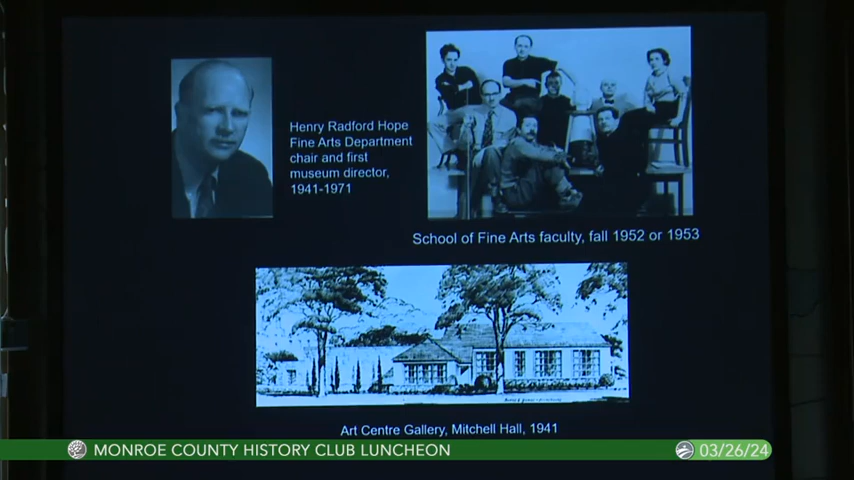 Henry Radford Hope
Fine Arts Department
chair and first
museum director,
1941-1971
School of Fine Arts faculty, fall 1952 or 1953
Art Centre Gallery, Mitchell Hall, 1941
MONROE COUNTY HISTORY CLUB LUNCHEON
03/26/24